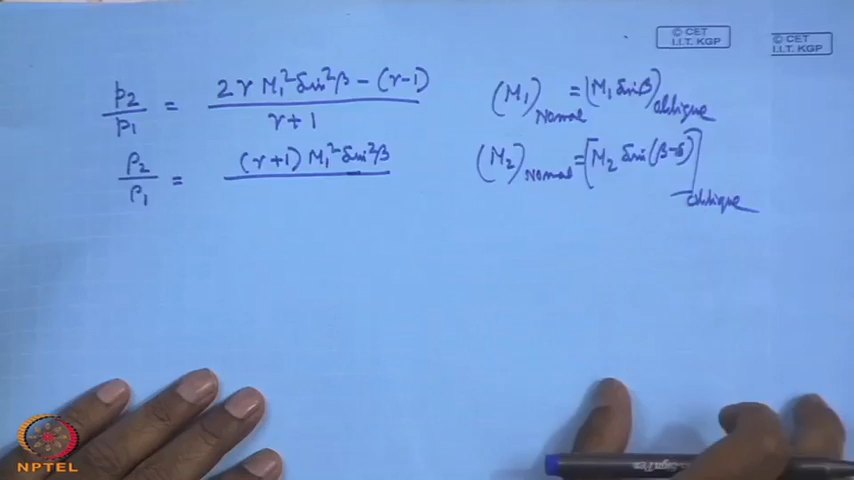 © CET
I.I.T. KGP
© CET
I.I.T. KGP
p₂/p₁ = (2γ M₁² sin²β − (γ−1)) / (γ+1)
(M₁)Normal = (M₁ sinβ)oblique
ρ₂/ρ₁ = (γ+1) M₁² sin²β /
(M₂)Normal = [M₂ sin(β−δ)]oblique
NPTEL